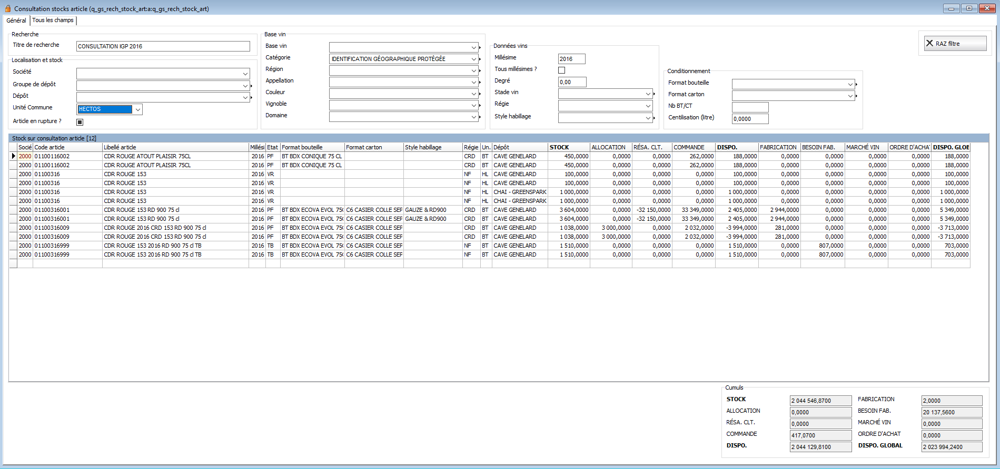 Consultation stocks article (q_gs_rech_stock_art:a:q_gs_rech_stock_art)
Général Tous les champs
Recherche
Titre de recherche CONSULTATION IGP 2016
Localisation et stock
Société
Groupe de dépôt
Dépôt
Unité Commune HECTOS
Article en rupture ?
Base vin
Base vin
Catégorie IDENTIFICATION GÉOGRAPHIQUE PROTÉGÉE
Région
Appellation
Couleur
Vignoble
Domaine
Données vins
Millésime 2016
Tous millésimes ?
Degré 0,00
Stade vin
Régie
Style habillage
Conditionnement
Format bouteille
Format carton
Nb BT/CT
Centilisation (litre) 0,0000
RAZ filtre
Stock sur consultation article [12]
Socié Code article Libellé article Millési Etat Format bouteille Format carton Style habillage Régie Un. Dépôt STOCK ALLOCATION RÉSA. CLT. COMMANDE DISPO. FABRICATION BESOIN FAB. MARCHÉ VIN ORDRE D'ACHAT DISPO. GLOB
2000 01100116002 CDR ROUGE ATOUT PLAISIR 75CL 2016 PF BT BDX CONIQUE 75 CL CRD BT CAVE GENELARD 450,0000 0,0000 0,0000 262,0000 188,0000 0,0000 0,0000 0,0000 0,0000 188,0000
2000 01100116002 CDR ROUGE ATOUT PLAISIR 75CL 2016 PF BT BDX CONIQUE 75 CL CRD BT CAVE GENELARD 450,0000 0,0000 0,0000 262,0000 188,0000 0,0000 0,0000 0,0000 0,0000 188,0000
2000 01100316 CDR ROUGE 153 2016 VR NF HL CAVE GENELARD 100,0000 0,0000 0,0000 0,0000 100,0000 0,0000 0,0000 0,0000 0,0000 100,0000
2000 01100316 CDR ROUGE 153 2016 VR NF HL CAVE GENELARD 100,0000 0,0000 0,0000 0,0000 100,0000 0,0000 0,0000 0,0000 0,0000 100,0000
2000 01100316 CDR ROUGE 153 2016 VR NF HL CHAI - GREENSPARK 1 000,0000 0,0000 0,0000 0,0000 1 000,0000 0,0000 0,0000 0,0000 0,0000 1 000,0000
2000 01100316 CDR ROUGE 153 2016 VR NF HL CHAI - GREENSPARK 1 000,0000 0,0000 0,0000 0,0000 1 000,0000 0,0000 0,0000 0,0000 0,0000 1 000,0000
2000 01100316001 CDR ROUGE 153 RD 900 75 cl 2016 PF BT BDX ECOVA EVOL 75C C6 CASIER COLLE SEP GAUZE & RD900 CRD BT CAVE GENELARD 3 604,0000 0,0000 -32 150,0000 33 349,0000 2 405,0000 2 944,0000 0,0000 0,0000 0,0000 5 349,0000
2000 01100316001 CDR ROUGE 153 RD 900 75 cl 2016 PF BT BDX ECOVA EVOL 75C C6 CASIER COLLE SEP GAUZE & RD900 CRD BT CAVE GENELARD 3 604,0000 0,0000 -32 150,0000 33 349,0000 2 405,0000 2 944,0000 0,0000 0,0000 0,0000 5 349,0000
2000 01100316009 CDR ROUGE 2016 CRD 153 RD 900 75 cl 2016 PF BT BDX ECOVA EVOL 75C C6 CASIER COLLE SEP CRD BT CAVE GENELARD 1 038,0000 3 000,0000 0,0000 2 032,0000 -3 994,0000 281,0000 0,0000 0,0000 0,0000 -3 713,0000
2000 01100316009 CDR ROUGE 2016 CRD 153 RD 900 75 cl 2016 PF BT BDX ECOVA EVOL 75C C6 CASIER COLLE SEP CRD BT CAVE GENELARD 1 038,0000 3 000,0000 0,0000 2 032,0000 -3 994,0000 281,0000 0,0000 0,0000 0,0000 -3 713,0000
2000 01100316999 CDR ROUGE 153 2016 RD 900 75 cl TB 2016 TB BT BDX ECOVA EVOL 75C C6 CASIER COLLE SEP NF BT CAVE GENELARD 1 510,0000 0,0000 0,0000 0,0000 1 510,0000 0,0000 807,0000 0,0000 0,0000 703,0000
2000 01100316999 CDR ROUGE 153 2016 RD 900 75 cl TB 2016 TB BT BDX ECOVA EVOL 75C C6 CASIER COLLE SEP NF BT CAVE GENELARD 1 510,0000 0,0000 0,0000 0,0000 1 510,0000 0,0000 807,0000 0,0000 0,0000 703,0000
Cumuls
STOCK 2 044 546,8700 FABRICATION 2,0000
ALLOCATION 0,0000 BESOIN FAB. 20 137,5600
RÉSA. CLT. 0,0000 MARCHÉ VIN 0,0000
COMMANDE 417,0700 ORDRE D'ACHAT 0,0000
DISPO. 2 044 129,8100 DISPO. GLOBAL 2 023 994,2400